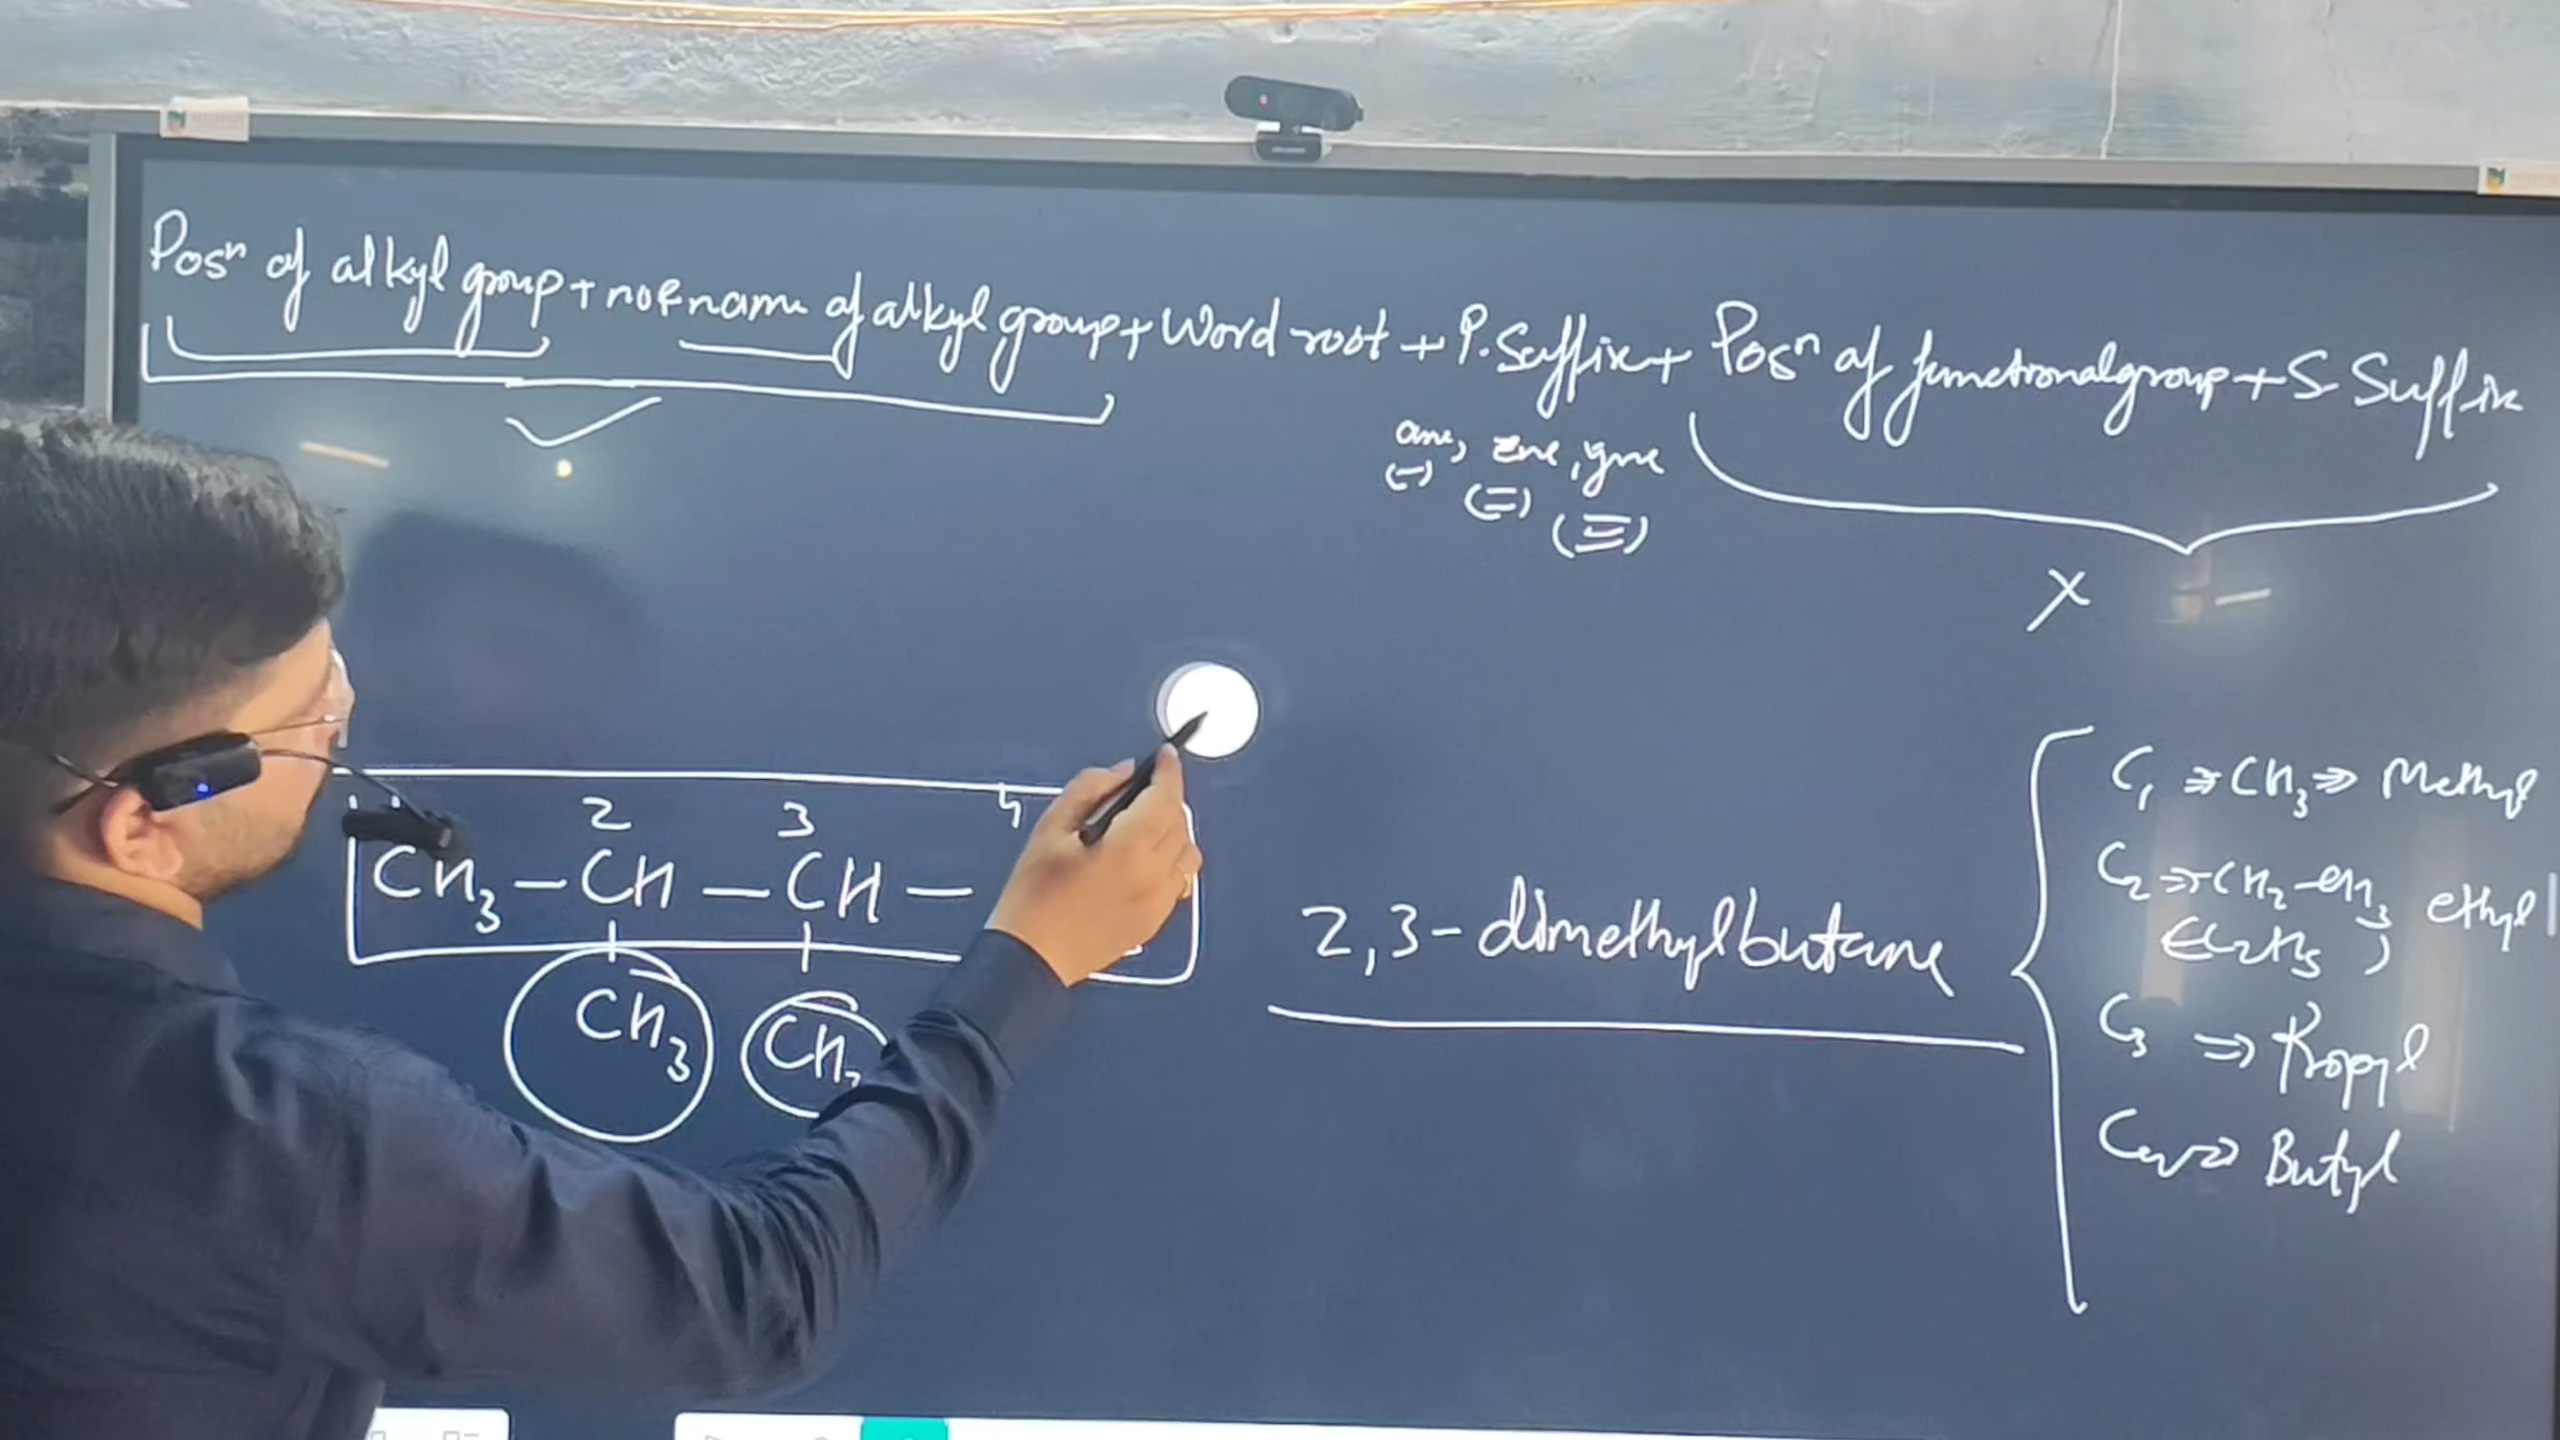 Posⁿ of alkyl group + no & name of alkyl group + Word root + P. Suffix + Posⁿ of functional group + S Suffix
ane, ene, yne
(–) (=) (≡)
X
2 3 4
CH₃ – CH – CH –
CH₃ CH₃
2,3-dimethylbutane
C₁ ⇒ CH₃ ⇒ Methyl
C₂ ⇒ CH₂–CH₃ ethyl
(C₂H₅)
C₃ ⇒ Propyl
C₄ ⇒ Butyl